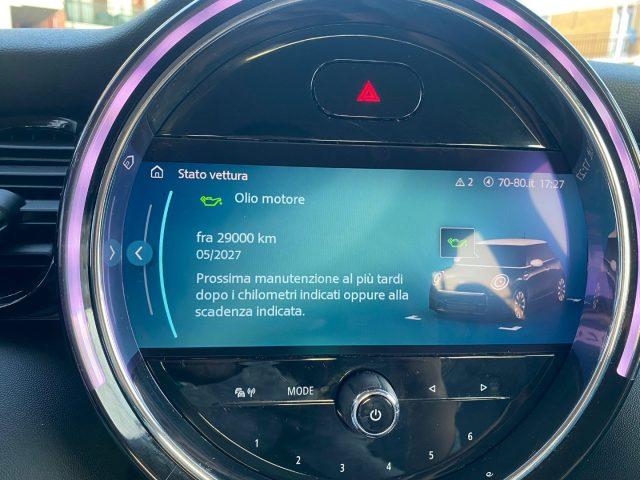 Stato vettura
2 70-80.it 17:27
Olio motore
fra 29000 km
05/2027
Prossima manutenzione al più tardi
dopo i chilometri indicati oppure alla
scadenza indicata.
MODE
1 2 3 4 5 6